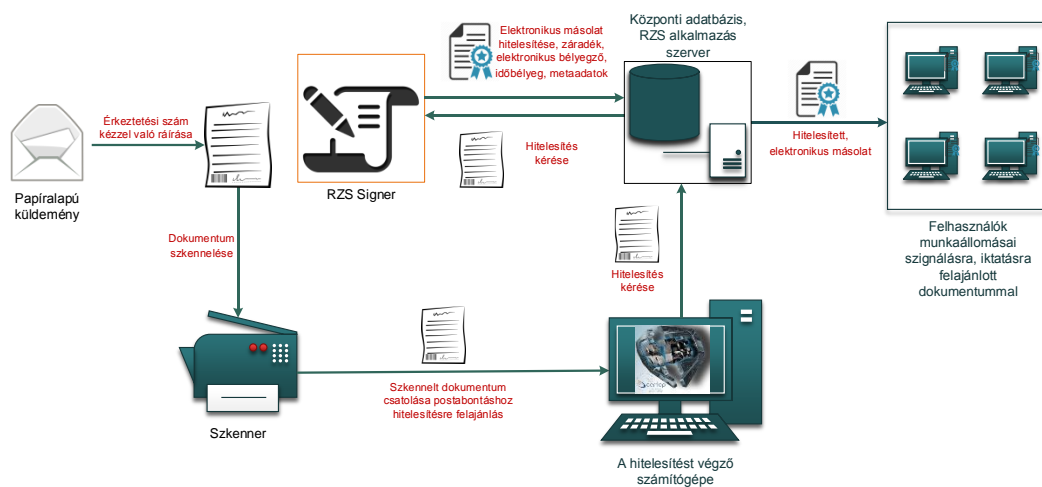 Papíralapú
küldemény
Érkeztetési szám
kézzel való ráírása
Dokumentum
szkennelése
Szkenner
Szkennelt dokumentum
csatolása postabontáshoz
hitelesítésre felajánlás
A hitelesítést végző
számítógépe
Hitelesítés
kérése
Központi adatbázis,
RZS alkalmazás
szerver
Hitelesítés
kérése
RZS Signer
Elektronikus másolat
hitelesítése, záradék,
elektronikus bélyegző,
időbélyeg, metaadatok
Hitelesített,
elektronikus másolat
Felhasználók
munkaállomásai
szignálásra, iktatásra
felajánlott
dokumentummal